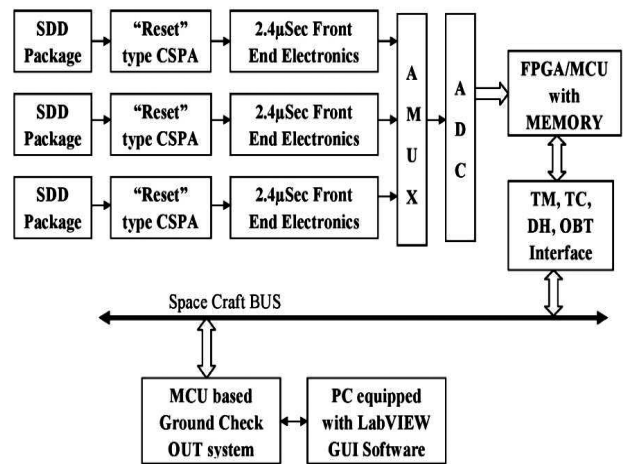 SDD
Package
"Reset"
type CSPA
2.4µSec Front
End Electronics
SDD
Package
"Reset"
type CSPA
2.4µSec Front
End Electronics
SDD
Package
"Reset"
type CSPA
2.4µSec Front
End Electronics
A
M
U
X
A
D
C
FPGA/MCU
with
MEMORY
TM, TC,
DH, OBT
Interface
Space Craft BUS
MCU based
Ground Check
OUT system
PC equipped
with LabVIEW
GUI Software